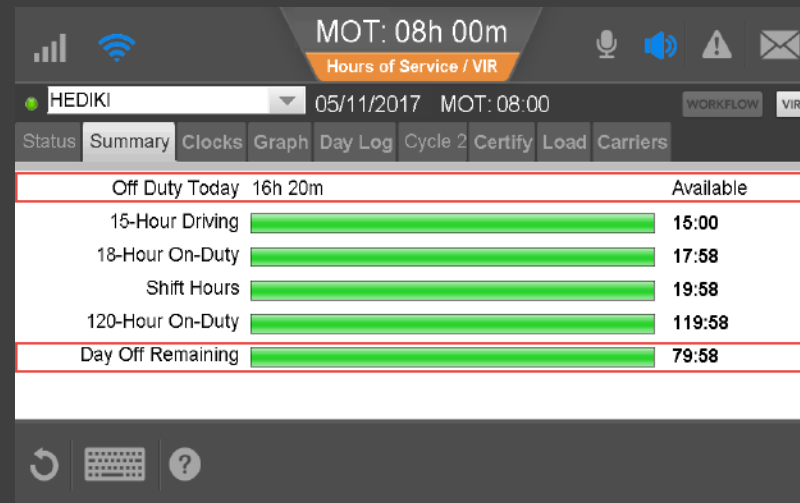 MOT: 08h 00m
Hours of Service / VIR
HEDIKI 05/11/2017 MOT: 08:00 WORKFLOW VIR
Status Summary Clocks Graph Day Log Cycle 2 Certify Load Carriers
Off Duty Today 16h 20m Available
15-Hour Driving 15:00
18-Hour On-Duty 17:58
Shift Hours 19:58
120-Hour On-Duty 119:58
Day Off Remaining 79:58
?